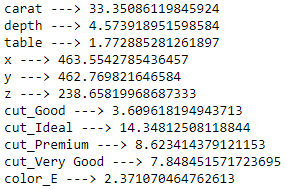 carat ---> 33.35086119845924
depth ---> 4.573918951598584
table ---> 1.772885281261897
x ---> 463.5542785436457
y ---> 462.769821646584
z ---> 238.65819968687333
cut_Good ---> 3.609618194943713
cut_Ideal ---> 14.34812508118844
cut_Premium ---> 8.623414379121153
cut_Very Good ---> 7.848451571723695
color_E ---> 2.371070464762613